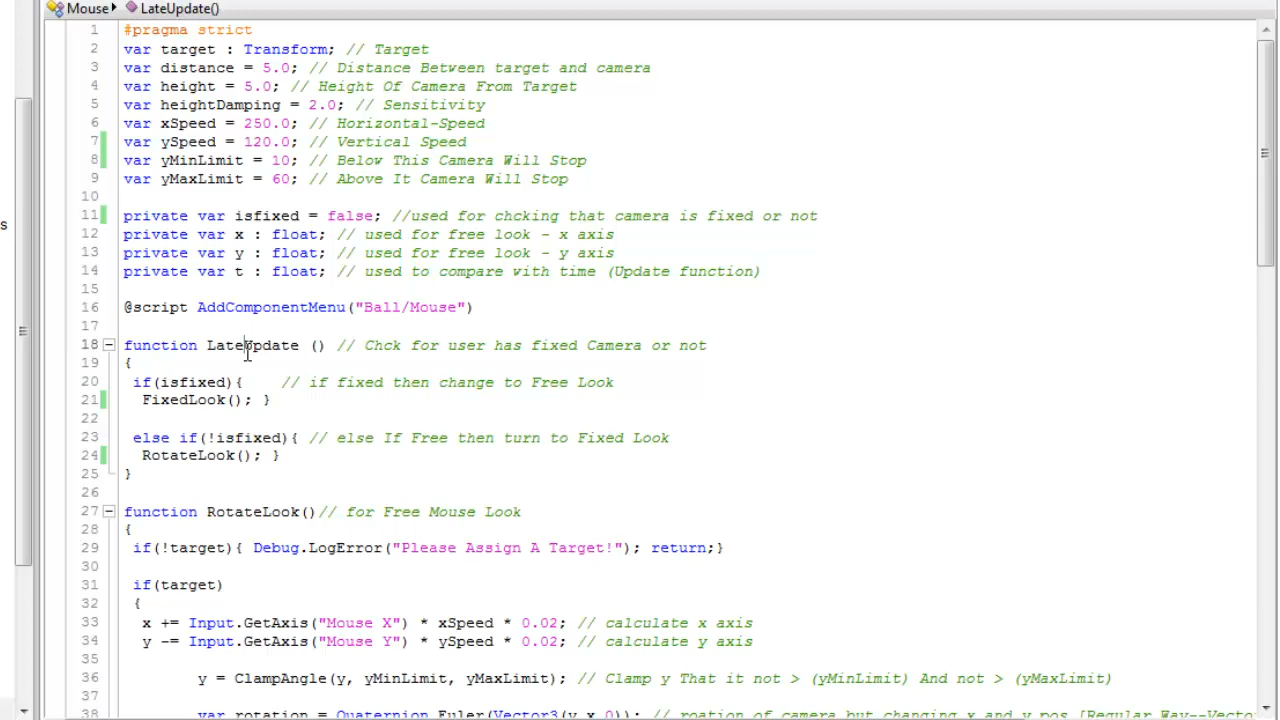 Mouse LateUpdate()
1 #pragma strict
2 var target : Transform; // Target
3 var distance = 5.0; // Distance Between target and camera
4 var height = 5.0; // Height Of Camera From Target
5 var heightDamping = 2.0; // Sensitivity
6 var xSpeed = 250.0; // Horizontal-Speed
7 var ySpeed = 120.0; // Vertical Speed
8 var yMinLimit = 10; // Below This Camera Will Stop
9 var yMaxLimit = 60; // Above It Camera Will Stop
10
11 private var isfixed = false; //used for chcking that camera is fixed or not
12 private var x : float; // used for free look - x axis
13 private var y : float; // used for free look - y axis
14 private var t : float; // used to compare with time (Update function)
15
16 @script AddComponentMenu("Ball/Mouse")
17
18 function LateUpdate () // Chck for user has fixed Camera or not
19 {
20 if(isfixed){ // if fixed then change to Free Look
s 21 FixedLook(); }
22
23 else if(!isfixed){ // else If Free then turn to Fixed Look
24 RotateLook(); }
25 }
26
27 function RotateLook()// for Free Mouse Look
28 {
29 if(!target){ Debug.LogError("Please Assign A Target!"); return;}
30
31 if(target)
32 {
33 x += Input.GetAxis("Mouse X") * xSpeed * 0.02; // calculate x axis
34 y -= Input.GetAxis("Mouse Y") * ySpeed * 0.02; // calculate y axis
35
36 y = ClampAngle(y, yMinLimit, yMaxLimit); // Clamp y That it not > (yMinLimit) And not > (yMaxLimit)
37
38 var rotation = Quaternion.Euler(Vector3(y,x,0)); // roation of camera but changing x and y pos [Regular Way--Vecto